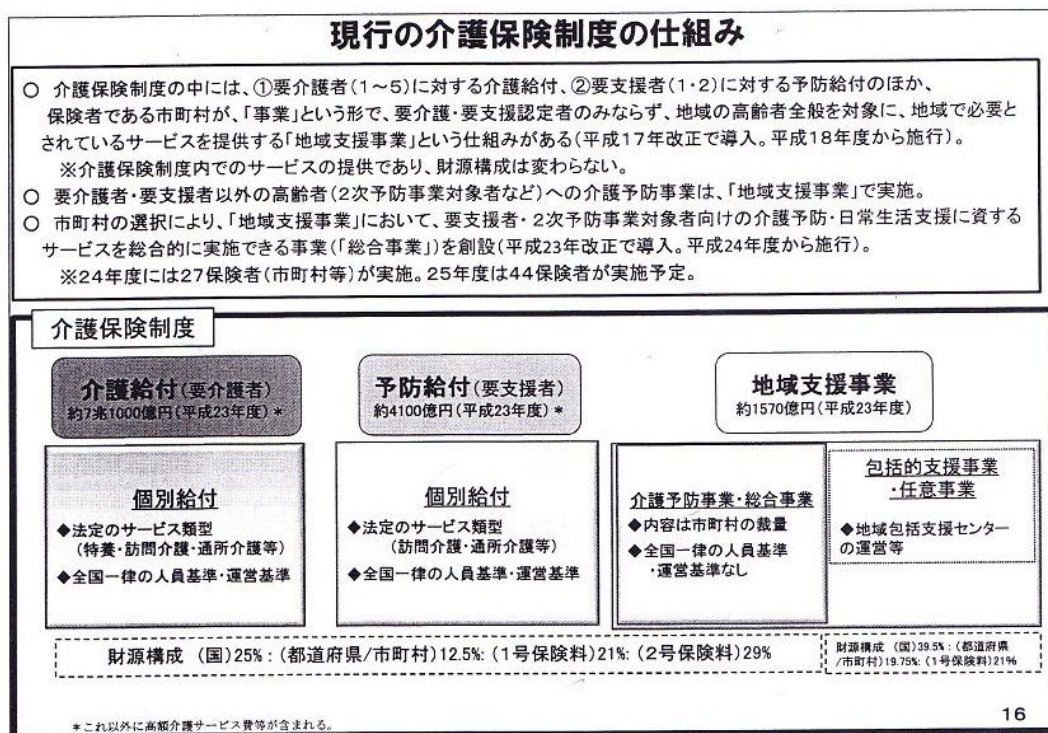 現行の介護保険制度の仕組み
○ 介護保険制度の中には、①要介護者(1～5)に対する介護給付、②要支援者(1・2)に対する予防給付のほか、
保険者である市町村が、「事業」という形で、要介護・要支援認定者のみならず、地域の高齢者全般を対象に、地域で必要と
されているサービスを提供する「地域支援事業」という仕組みがある(平成17年改正で導入。平成18年度から施行)。
※介護保険制度内でのサービスの提供であり、財源構成は変わらない。
○ 要介護者・要支援者以外の高齢者(2次予防事業対象者など)への介護予防事業は、「地域支援事業」で実施。
○ 市町村の選択により、「地域支援事業」において、要支援者・2次予防事業対象者向けの介護予防・日常生活支援に資する
サービスを総合的に実施できる事業(「総合事業」)を創設(平成23年改正で導入。平成24年度から施行)。
※24年度には27保険者(市町村等)が実施。25年度は44保険者が実施予定。
介護保険制度
介護給付(要介護者)
約7兆1000億円(平成23年度)*
個別給付
◆法定のサービス類型
(特養・訪問介護・通所介護等)
◆全国一律の人員基準・運営基準
予防給付(要支援者)
約4100億円(平成23年度)*
個別給付
◆法定のサービス類型
(訪問介護・通所介護等)
◆全国一律の人員基準・運営基準
地域支援事業
約1570億円(平成23年度)
介護予防事業・総合事業
◆内容は市町村の裁量
◆全国一律の人員基準
・運営基準なし
包括的支援事業
・任意事業
◆地域包括支援センター
の運営等
財源構成 (国)25%:(都道府県/市町村)12.5%:(1号保険料)21%:(2号保険料)29%
財源構成 (国)39.5%:(都道府県
/市町村)19.75%:(1号保険料)21%
*これ以外に高額介護サービス費等が含まれる。
16